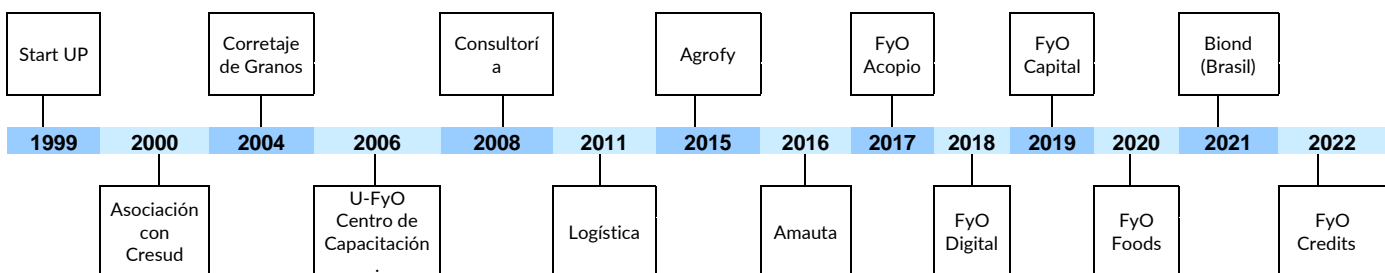 Start UP
Corretaje
de Granos
Consultorí
a
Agrofy
FyO
Acopio
FyO
Capital
Biond
(Brasil)
1999 2000 2004 2006 2008 2011 2015 2016 2017 2018 2019 2020 2021 2022
Asociación
con
Cresud
U-FyO
Centro de
Capacitación
Logística
Amauta
FyO
Digital
FyO
Foods
FyO
Credits